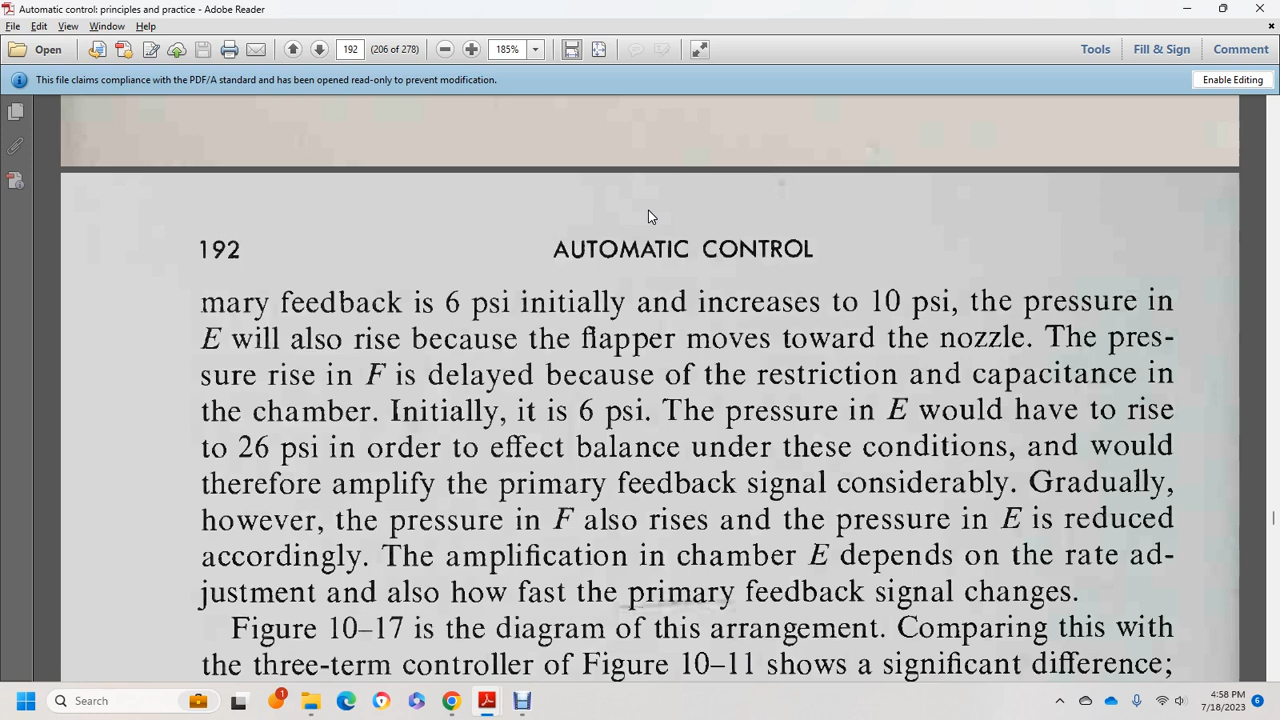 Automatic control: principles and practice - Adobe Reader
File Edit View Window Help
Open 192 (206 of 278) 185% Tools Fill & Sign Comment
This file claims compliance with the PDF/A standard and has been opened read-only to prevent modification. Enable Editing
192 AUTOMATIC CONTROL
mary feedback is 6 psi initially and increases to 10 psi, the pressure in
E will also rise because the flapper moves toward the nozzle. The pres-
sure rise in F is delayed because of the restriction and capacitance in
the chamber. Initially, it is 6 psi. The pressure in E would have to rise
to 26 psi in order to effect balance under these conditions, and would
therefore amplify the primary feedback signal considerably. Gradually,
however, the pressure in F also rises and the pressure in E is reduced
accordingly. The amplification in chamber E depends on the rate ad-
justment and also how fast the primary feedback signal changes.
Figure 10–17 is the diagram of this arrangement. Comparing this with
the three-term controller of Figure 10–11 shows a significant difference;
Search 1 4:58 PM
7/18/2023 6